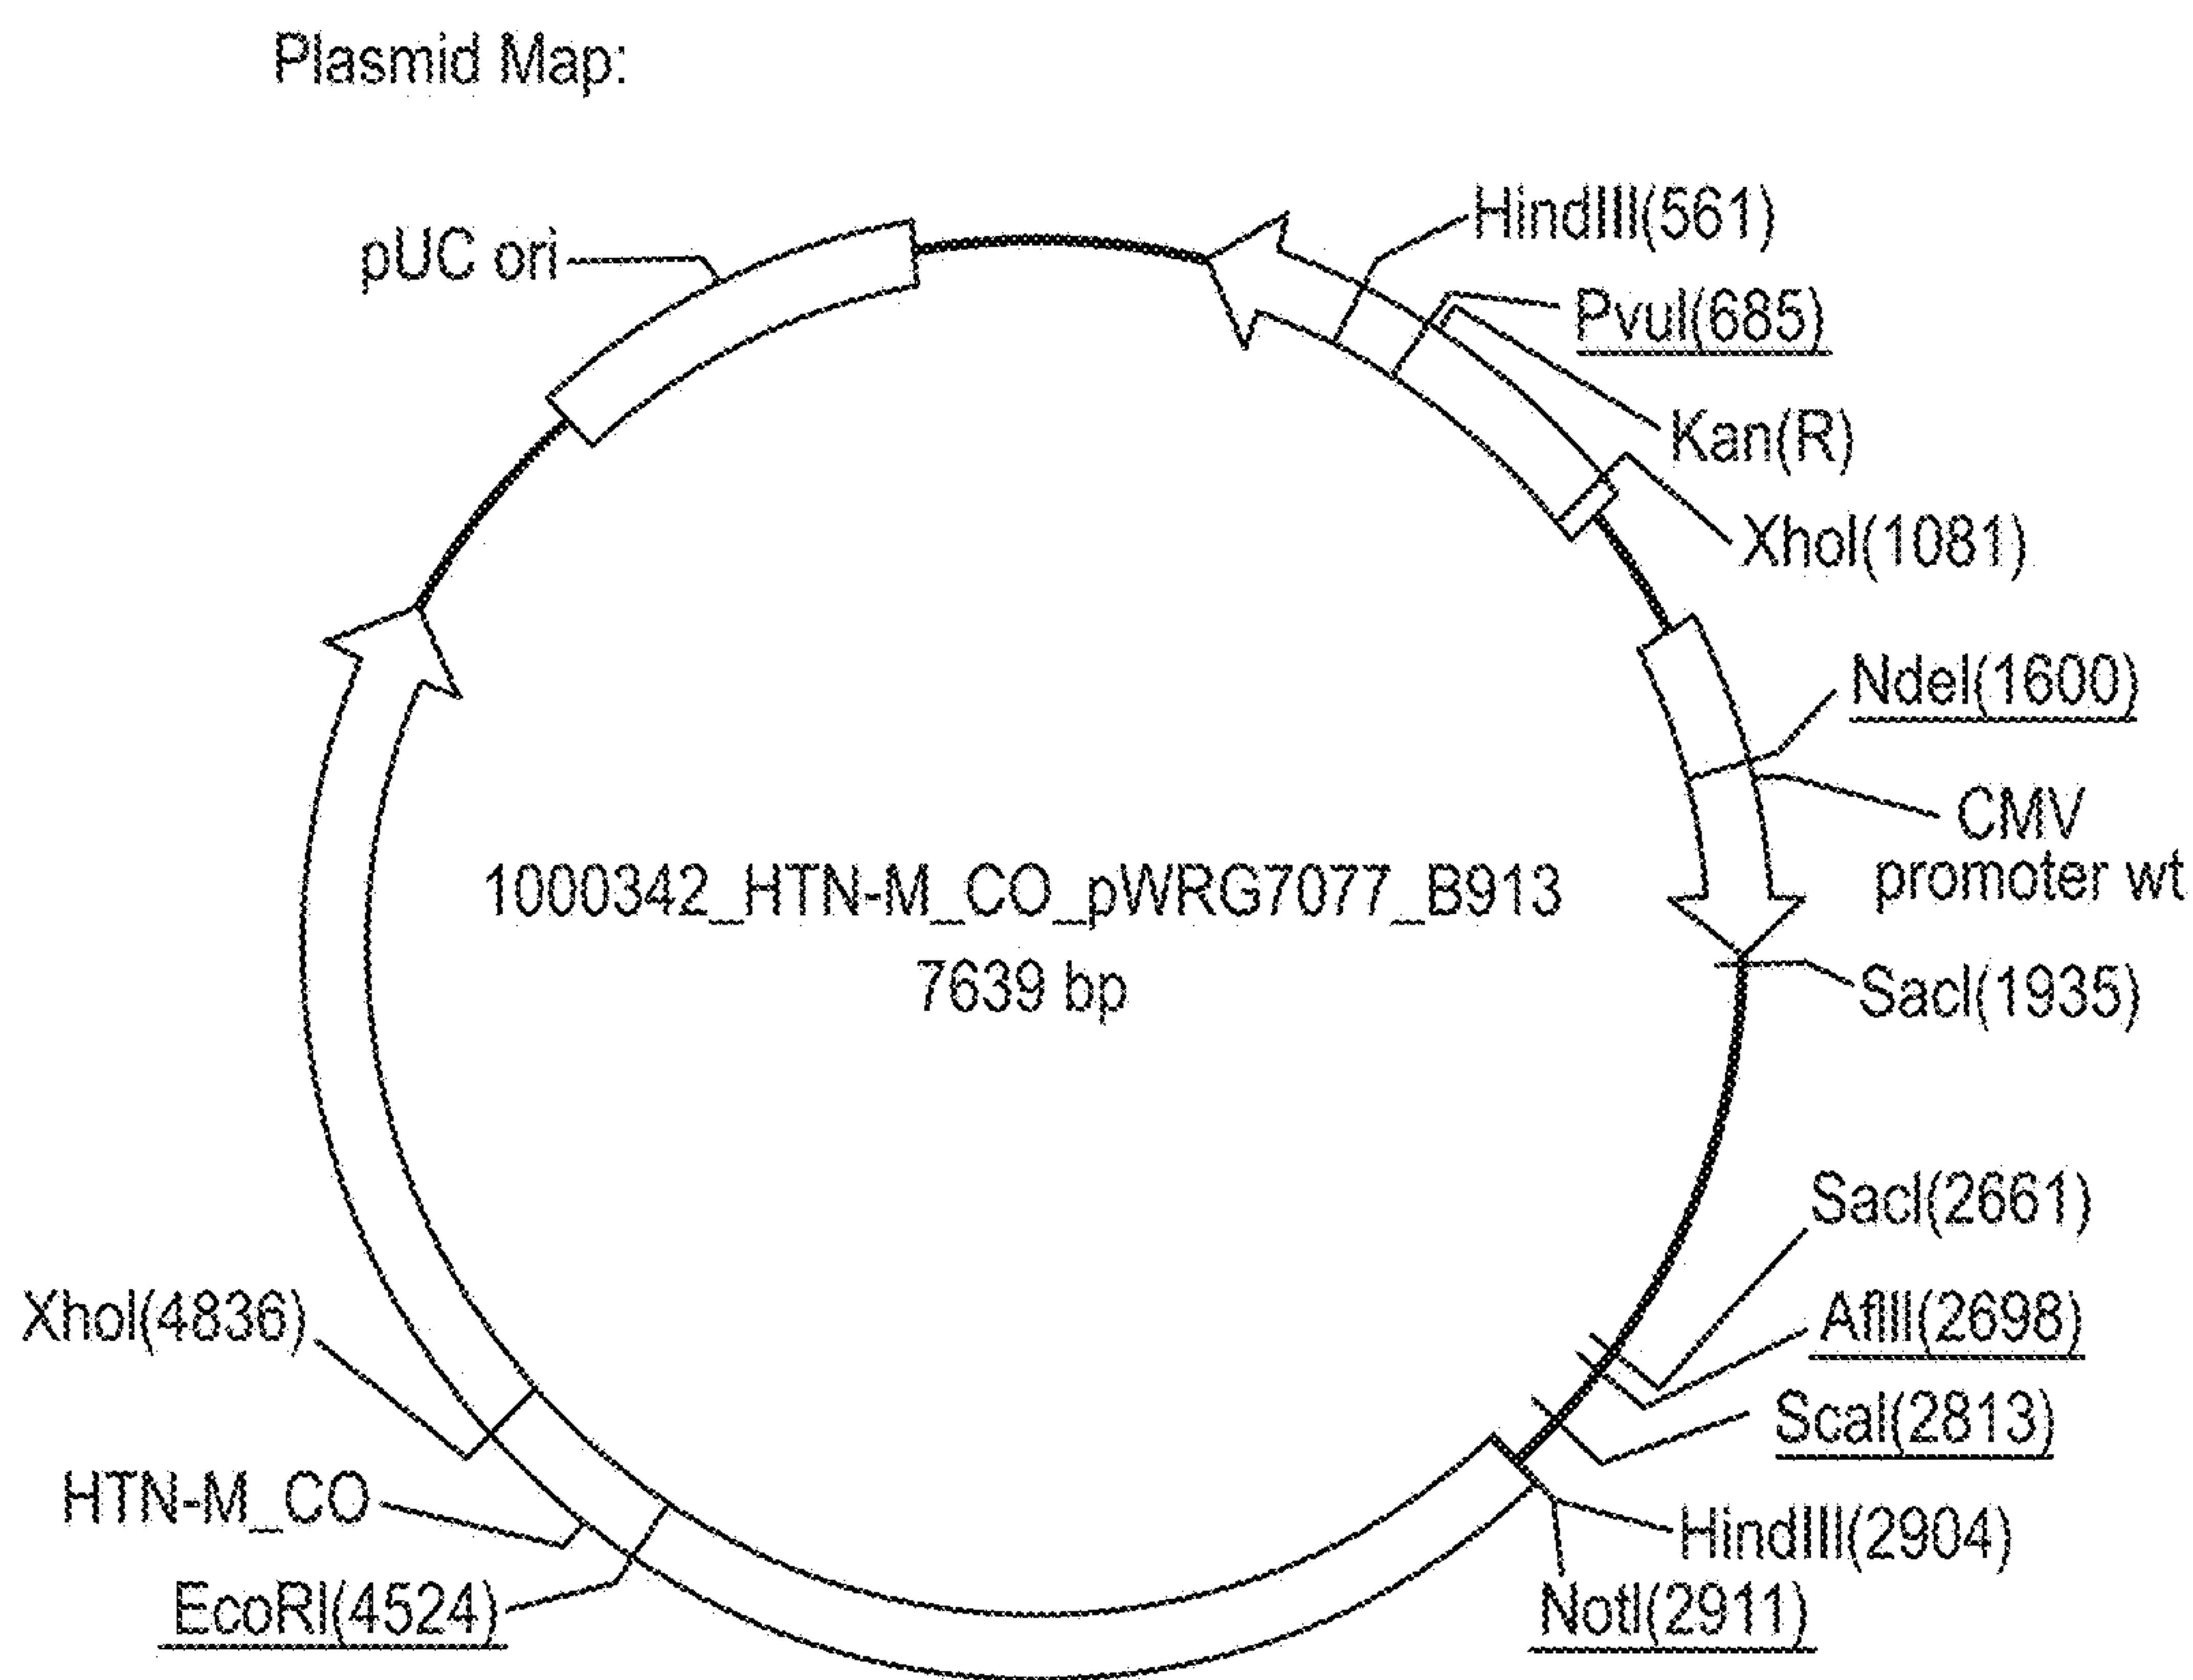 Plasmid Map:
pUC ori
HindIII(561)
PvuI(685)
Kan(R)
XhoI(1081)
NdeI(1600)
CMV
promoter wt
1000342_HTN-M_CO_pWRG7077_B913
7639 bp
SacI(1935)
SacI(2661)
AflII(2698)
ScaI(2813)
XhoI(4836)
HTN-M_CO
HindIII(2904)
EcoRI(4524)
NotI(2911)